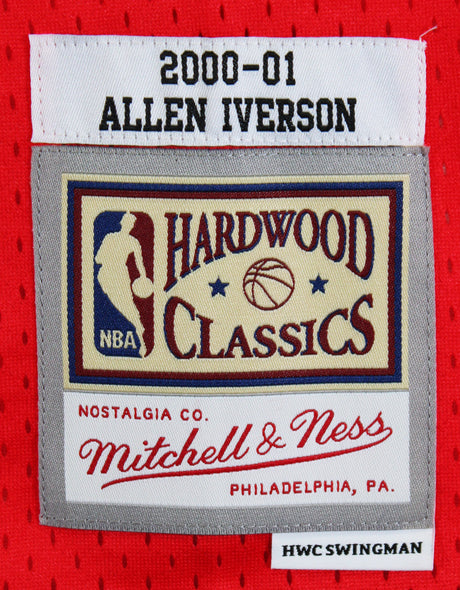 2000-01
ALLEN IVERSON
HARDWOOD
CLASSICS
NBA
NOSTALGIA CO.
Mitchell & Ness
PHILADELPHIA, PA.
HWC SWINGMAN